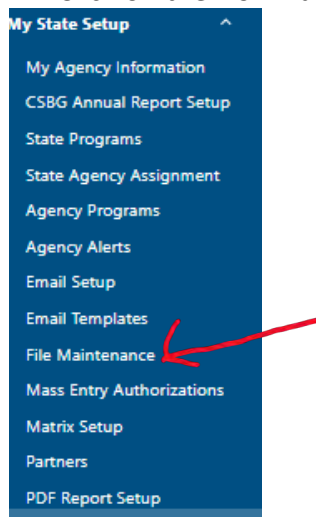 My State Setup
My Agency Information
CSBG Annual Report Setup
State Programs
State Agency Assignment
Agency Programs
Agency Alerts
Email Setup
Email Templates
File Maintenance
Mass Entry Authorizations
Matrix Setup
Partners
PDF Report Setup